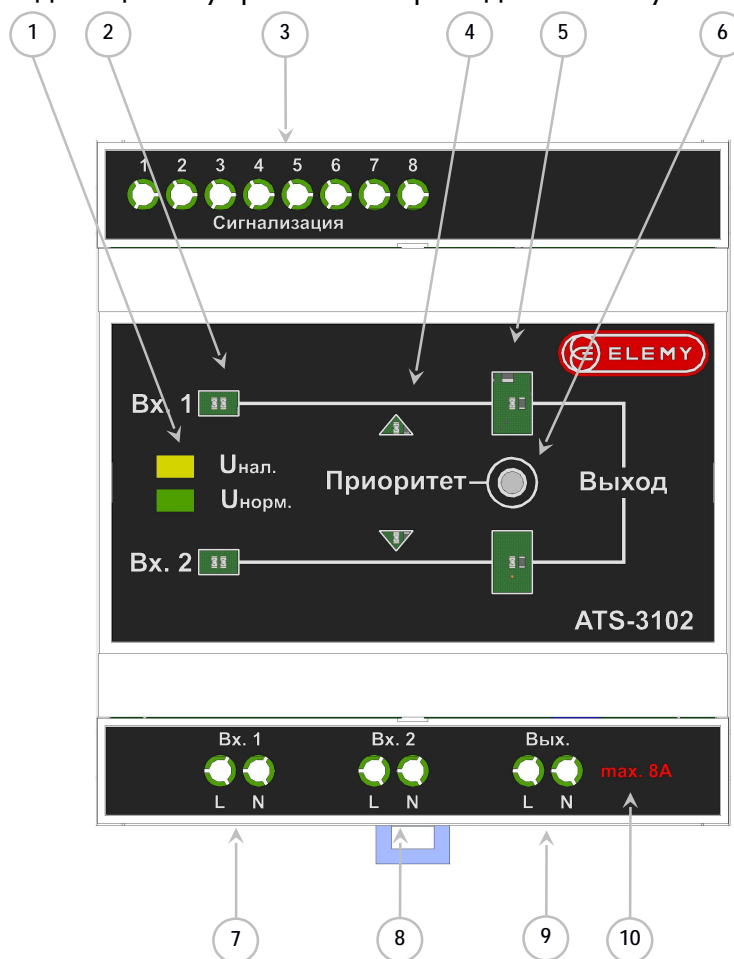 1 2 3 4 5 6
1 2 3 4 5 6 7 8
Сигнализация
ELEMY
Вх. 1
Uнал.
Uнорм.
Приоритет
Выход
Вх. 2
ATS-3102
Вх. 1 Вх. 2 Вых.
max. 8A
L N L N L N
7 8 9 10